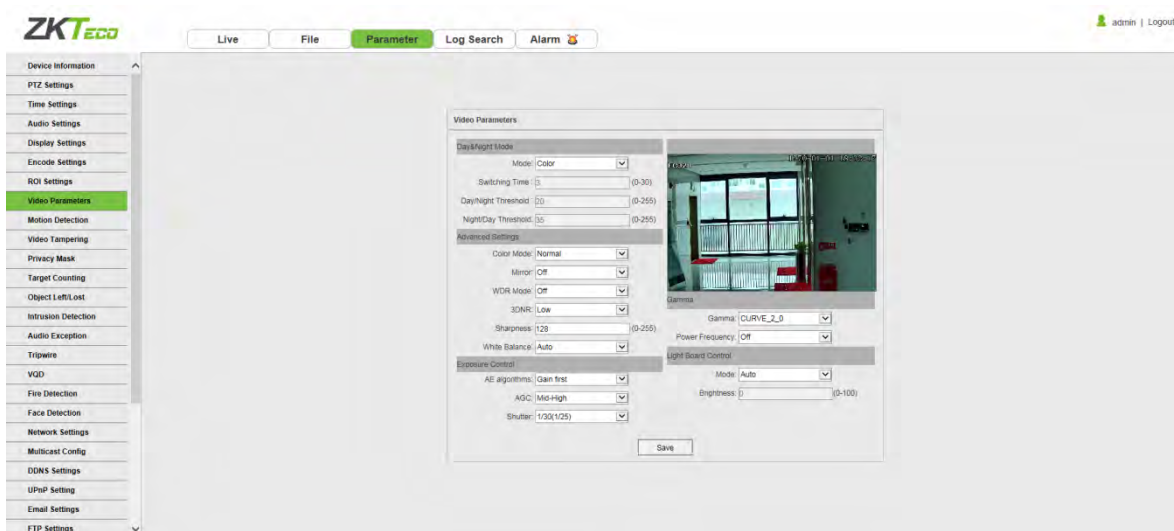 ZKTeco
admin | Logout
Live File Parameter Log Search Alarm
Device Information
PTZ Settings
Time Settings
Audio Settings
Display Settings
Encode Settings
ROI Settings
Video Parameters
Motion Detection
Video Tampering
Privacy Mask
Target Counting
Object Left/Lost
Intrusion Detection
Audio Exception
Tripwire
VQD
Fire Detection
Face Detection
Network Settings
Multicast Config
DDNS Settings
UPnP Setting
Email Settings
FTP Settings
Video Parameters
Day&Night Mode
Mode: Color
Switching Time : 3 (0-30)
Day/Night Threshold: 20 (0-255)
Night/Day Threshold: 35 (0-255)
Advanced Settings
Color Mode: Normal
Mirror: Off
WDR Mode: Off
3DNR: Low
Sharpness: 128 (0-255)
White Balance: Auto
Exposure Control
AE algorithms: Gain first
AGC: Mid-High
Shutter: 1/30(1/25)
Gamma
Gamma: CURVE_2_0
Power Frequency: Off
Light Board Control
Mode: Auto
Brightness: 0 (0-100)
Save